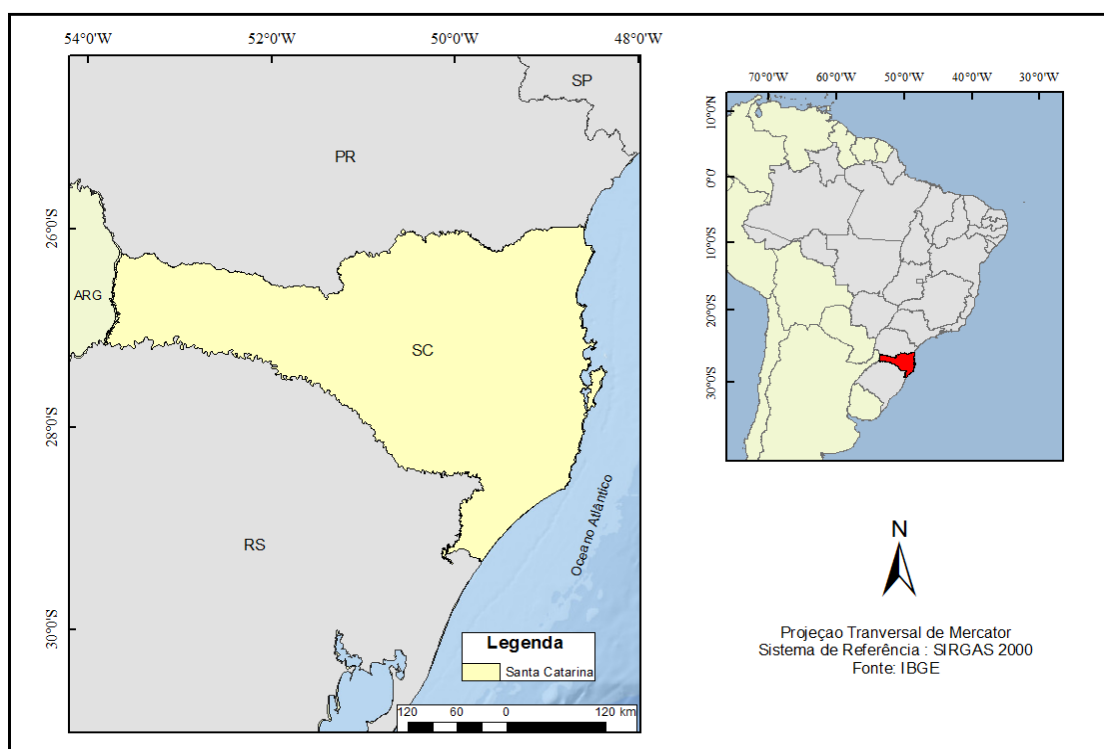 54°0'W 52°0'W 50°0'W 48°0'W
26°0'S
28°0'S
30°0'S
SP
PR
ARG
SC
RS
Oceano Atlântico
Legenda
Santa Catarina
120 60 0 120 km
70°0'W 60°0'W 50°0'W 40°0'W 30°0'W
10°0'N
0°0'
10°0'S
20°0'S
30°0'S
N
Projeçao Tranversal de Mercator
Sistema de Referência : SIRGAS 2000
Fonte: IBGE